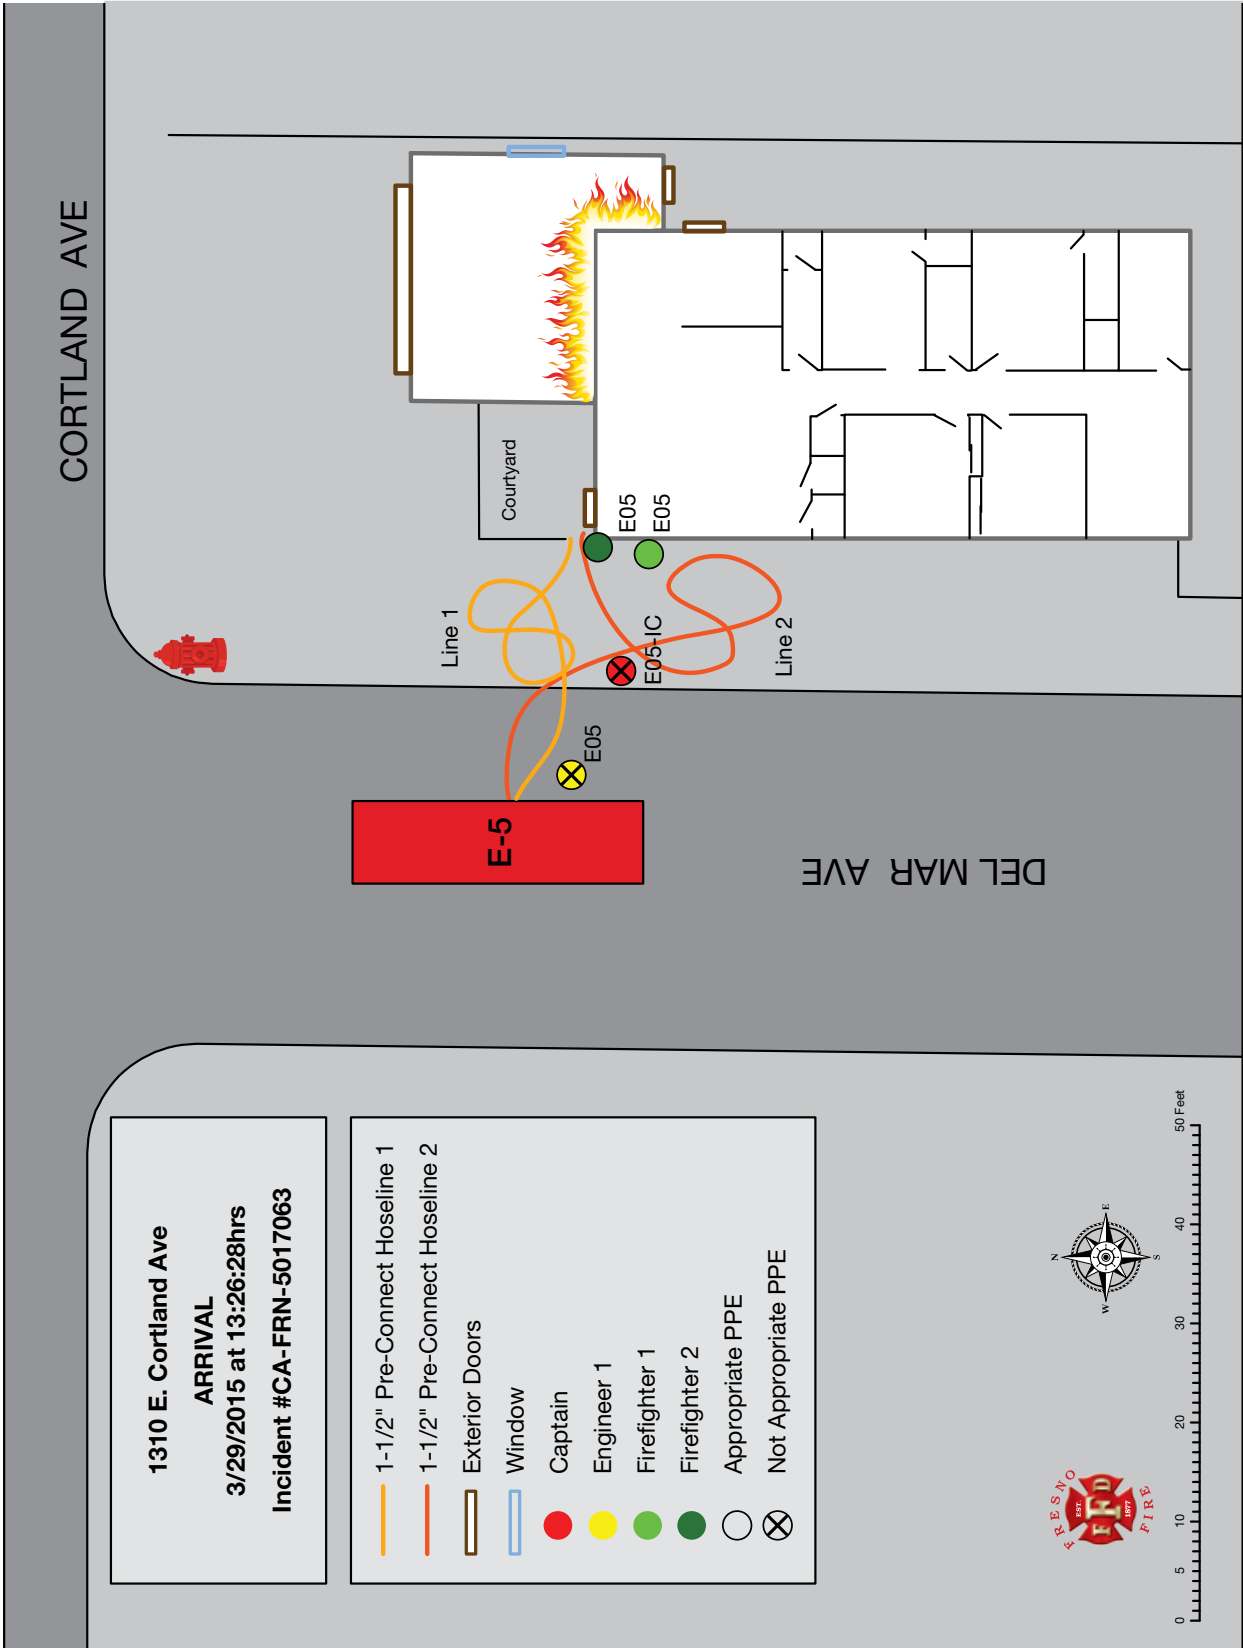 CORTLAND AVE
Courtyard
E05
E05
Line 1
E05-IC
Line 2
E05
E-5
DEL MAR AVE
1310 E. Cortland Ave
ARRIVAL
3/29/2015 at 13:26:28hrs
Incident #CA-FRN-5017063
1-1/2" Pre-Connect Hoseline 1
1-1/2" Pre-Connect Hoseline 2
Exterior Doors
Window
Captain
Engineer 1
Firefighter 1
Firefighter 2
Appropriate PPE
Not Appropriate PPE
N
W E
S
FRESNO
EST.
FFD
1877
FIRE
0 5 10 20 30 40 50 Feet